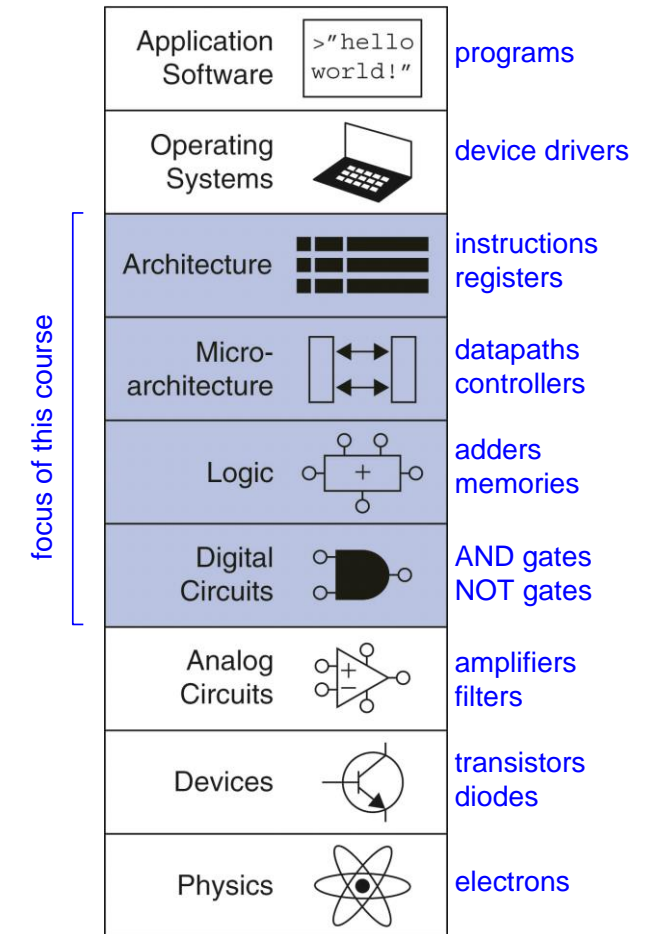 Application
Software
>"hello
world!"
programs
Operating
Systems
device drivers
focus of this course
Architecture
instructions
registers
Micro-
architecture
datapaths
controllers
Logic
+
adders
memories
Digital
Circuits
AND gates
NOT gates
Analog
Circuits
+
−
amplifiers
filters
Devices
transistors
diodes
Physics
electrons